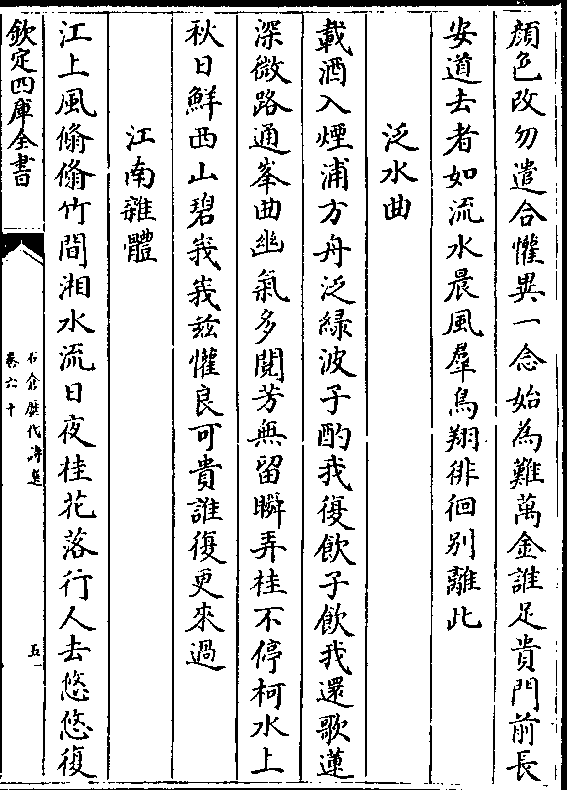 顔色改勿遣合懽異一念始為難萬金誰足貴門前長
安道去者如流水晨風羣鳥翔徘徊别離此
泛水曲
載酒入煙浦方舟泛緑波子酌我復飲子飲我還歌蓮
深微路通峯曲幽氣多閱芳無留瞬弄桂不停柯水上
秋日鮮西山碧峩峩兹懽良可貴誰復更來過
江南雜體
江上風翛翛竹間湘水流日夜桂花落行人去悠悠復
欽定四庫全書
石倉歷代詩選
卷六十
五